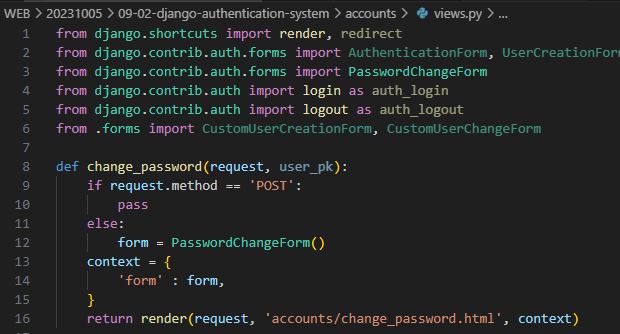 WEB > 20231005 > 09-02-django-authentication-system > accounts > views.py > ...
1 from django.shortcuts import render, redirect
2 from django.contrib.auth.forms import AuthenticationForm, UserCreationForm
3 from django.contrib.auth.forms import PasswordChangeForm
4 from django.contrib.auth import login as auth_login
5 from django.contrib.auth import logout as auth_logout
6 from .forms import CustomUserCreationForm, CustomUserChangeForm
7
8 def change_password(request, user_pk):
9     if request.method == 'POST':
10         pass
11     else:
12         form = PasswordChangeForm()
13     context = {
14         'form' : form,
15     }
16     return render(request, 'accounts/change_password.html', context)
17